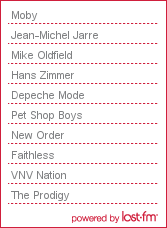 Moby
Jean-Michel Jarre
Mike Oldfield
Hans Zimmer
Depeche Mode
Pet Shop Boys
New Order
Faithless
VNV Nation
The Prodigy
powered by last.fm